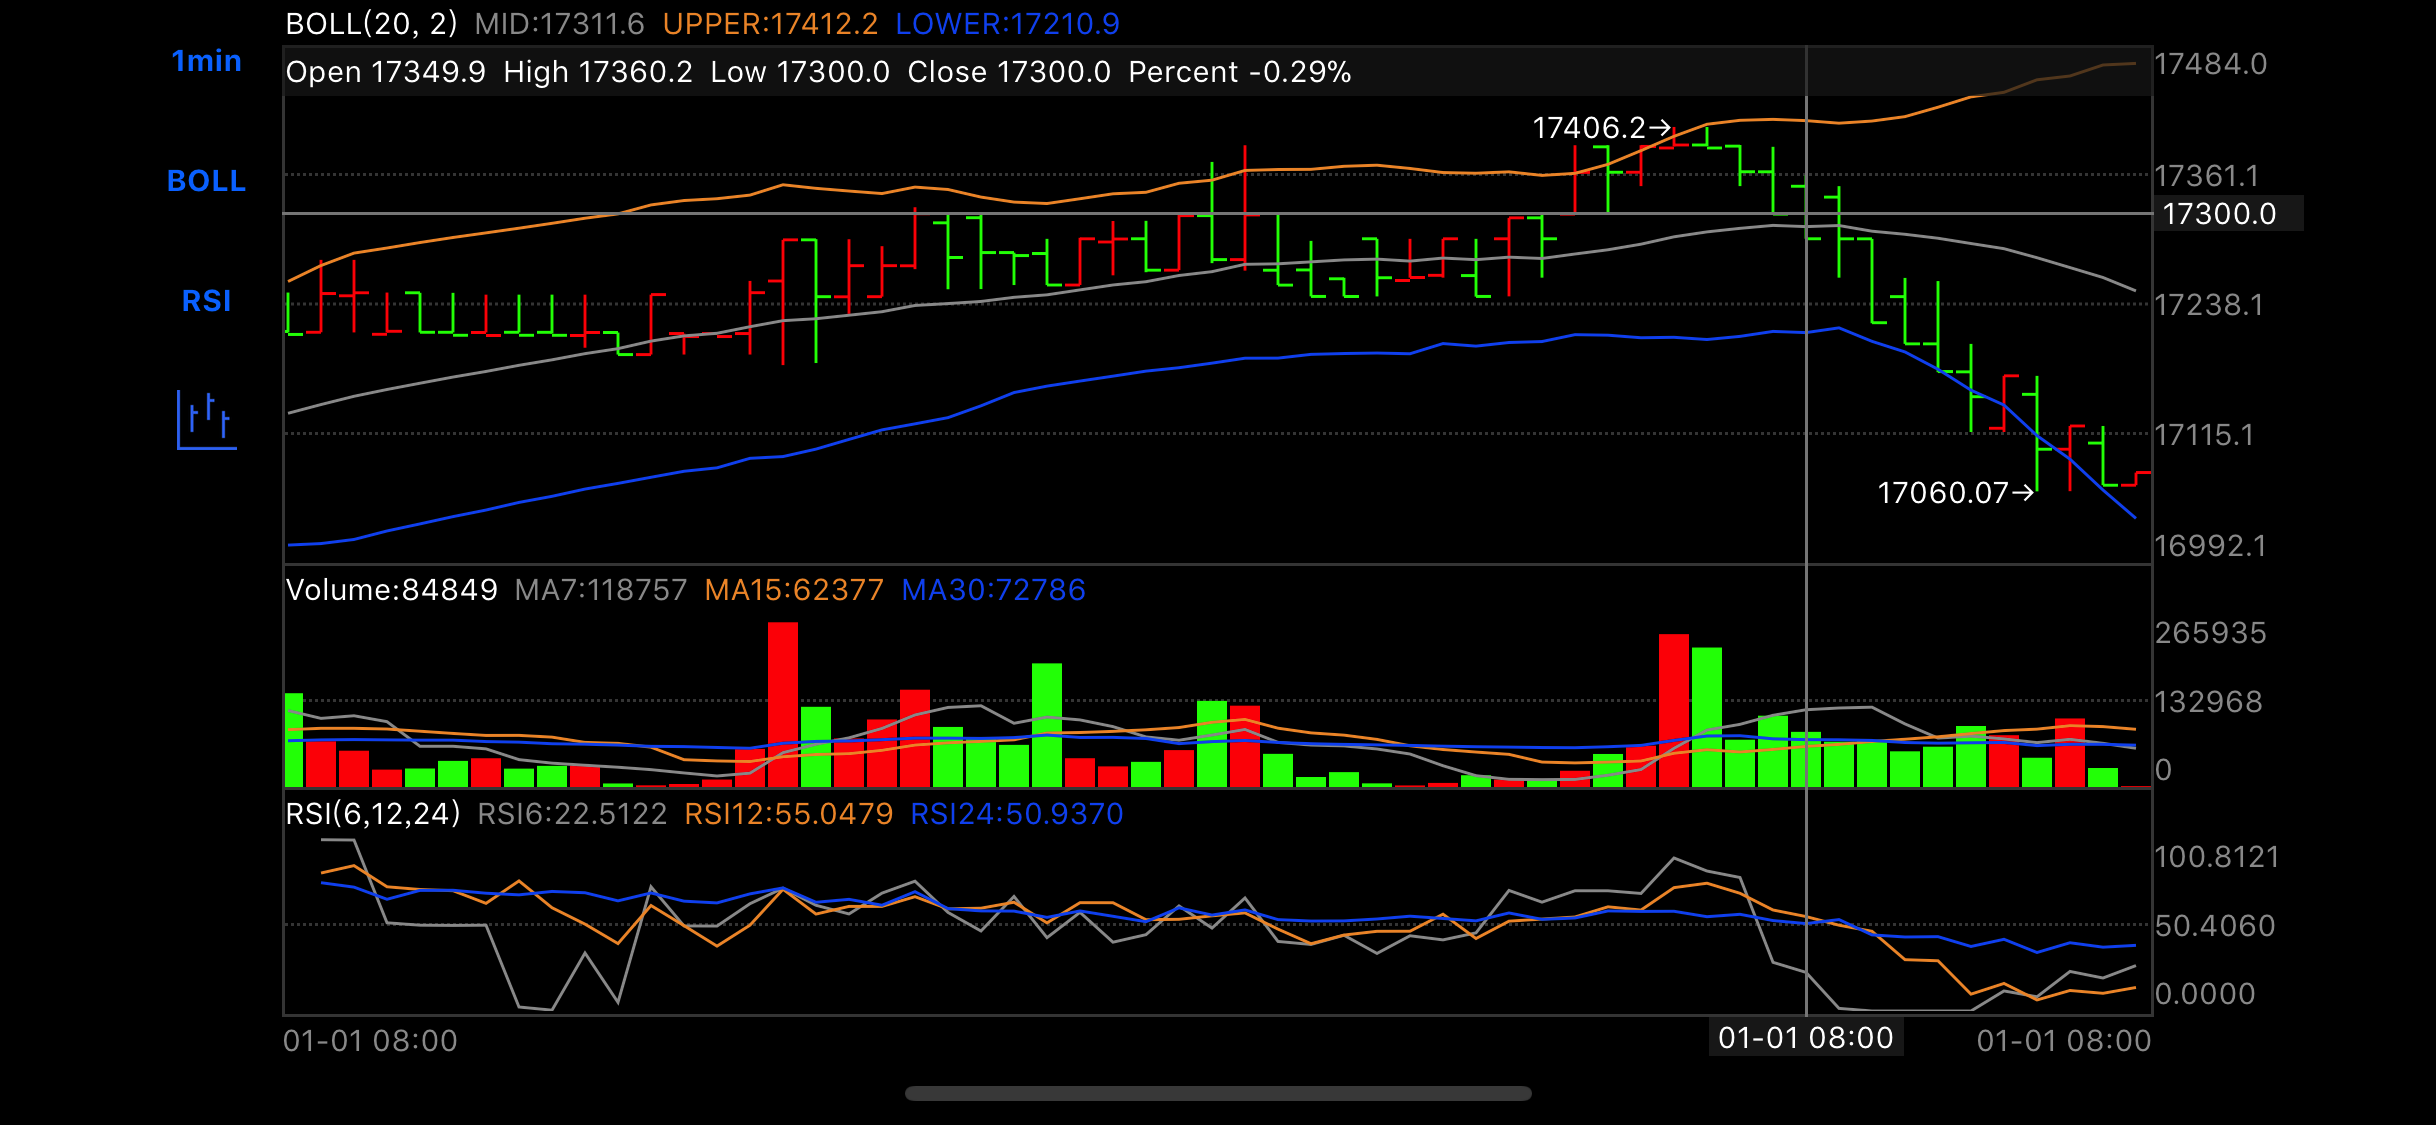 BOLL(20, 2) MID:17311.6 UPPER:17412.2 LOWER:17210.9
1min
Open 17349.9 High 17360.2 Low 17300.0 Close 17300.0 Percent -0.29%
17484.0
17406.2→
BOLL
17361.1
17300.0
RSI
17238.1
17115.1
17060.07→
16992.1
Volume:84849 MA7:118757 MA15:62377 MA30:72786
265935
132968
0
RSI(6,12,24) RSI6:22.5122 RSI12:55.0479 RSI24:50.9370
100.8121
50.4060
0.0000
01-01 08:00 01-01 08:00 01-01 08:00